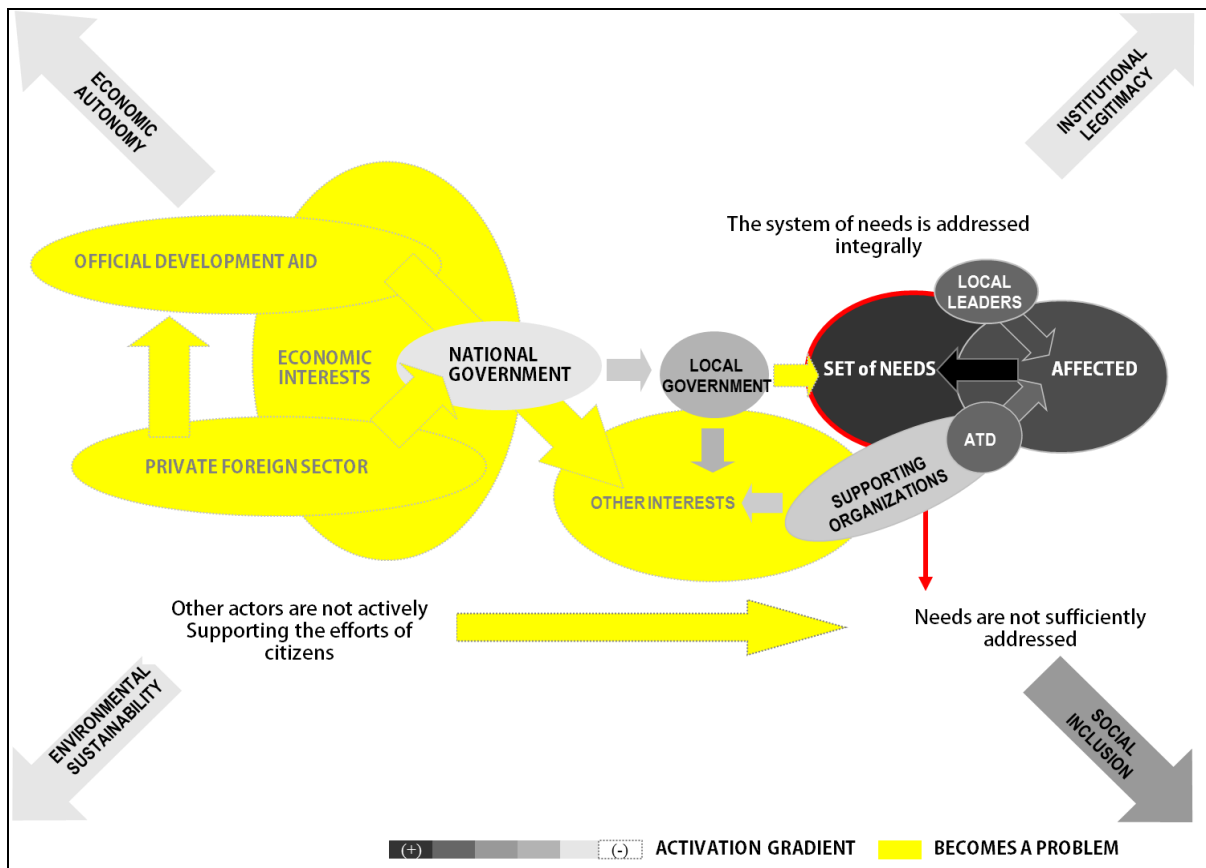 ECONOMIC
AUTONOMY
INSTITUTIONAL
LEGITIMACY
The system of needs is addressed
integrally
OFFICIAL DEVELOPMENT AID
LOCAL
LEADERS
ECONOMIC
INTERESTS
NATIONAL
GOVERNMENT
LOCAL
GOVERNMENT
SET of NEEDS
AFFECTED
PRIVATE FOREIGN SECTOR
ATD
SUPPORTING
ORGANIZATIONS
OTHER INTERESTS
Other actors are not actively
Supporting the efforts of
citizens
Needs are not sufficiently
addressed
ENVIRONMENTAL
SUSTAINABILITY
SOCIAL
INCLUSION
(+) (-) ACTIVATION GRADIENT BECOMES A PROBLEM